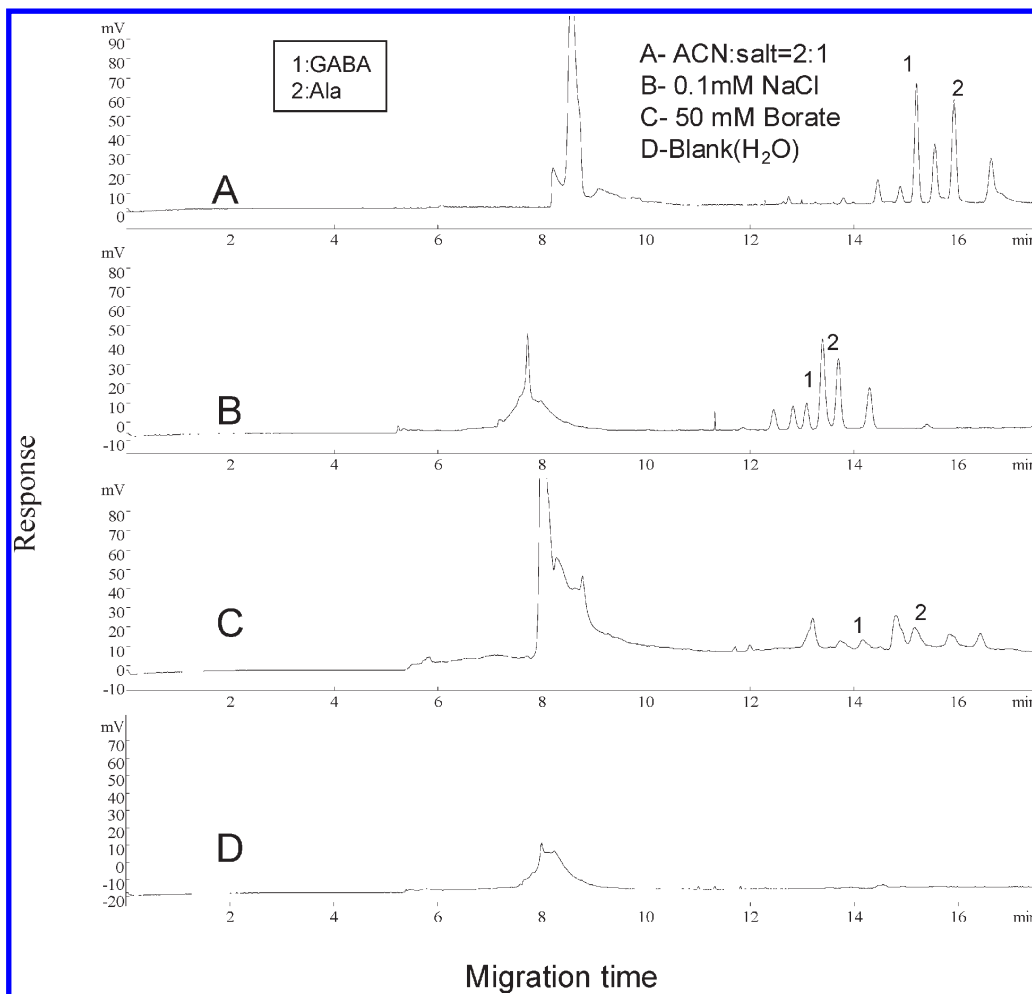 mV
90
80
70
60
50
40
30
20
10
0
1:GABA
2:Ala
A- ACN:salt=2:1
B- 0.1mM NaCl
C- 50 mM Borate
D-Blank(H₂O)
1
2
A
2 4 6 8 10 12 14 16 min
mV
80
70
60
50
40
30
20
10
0
-10
B
1
2
2 4 6 8 10 12 14 16 min
80
70
60
50
40
30
20
10
0
-10
C
1
2
2 4 6 8 10 12 14 16 min
mV
70
60
50
40
30
20
10
0
-10
-20
D
2 4 6 8 10 12 14 16 min
Response
Migration time